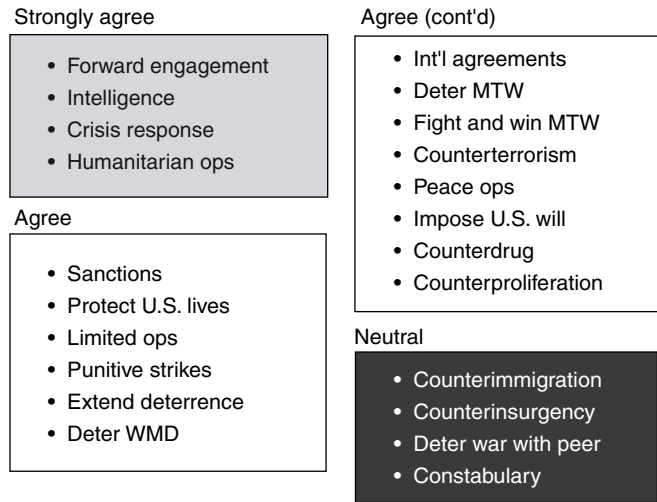 Strongly agree
• Forward engagement
• Intelligence
• Crisis response
• Humanitarian ops
Agree
• Sanctions
• Protect U.S. lives
• Limited ops
• Punitive strikes
• Extend deterrence
• Deter WMD
Agree (cont'd)
• Int'l agreements
• Deter MTW
• Fight and win MTW
• Counterterrorism
• Peace ops
• Impose U.S. will
• Counterdrug
• Counterproliferation
Neutral
• Counterimmigration
• Counterinsurgency
• Deter war with peer
• Constabulary